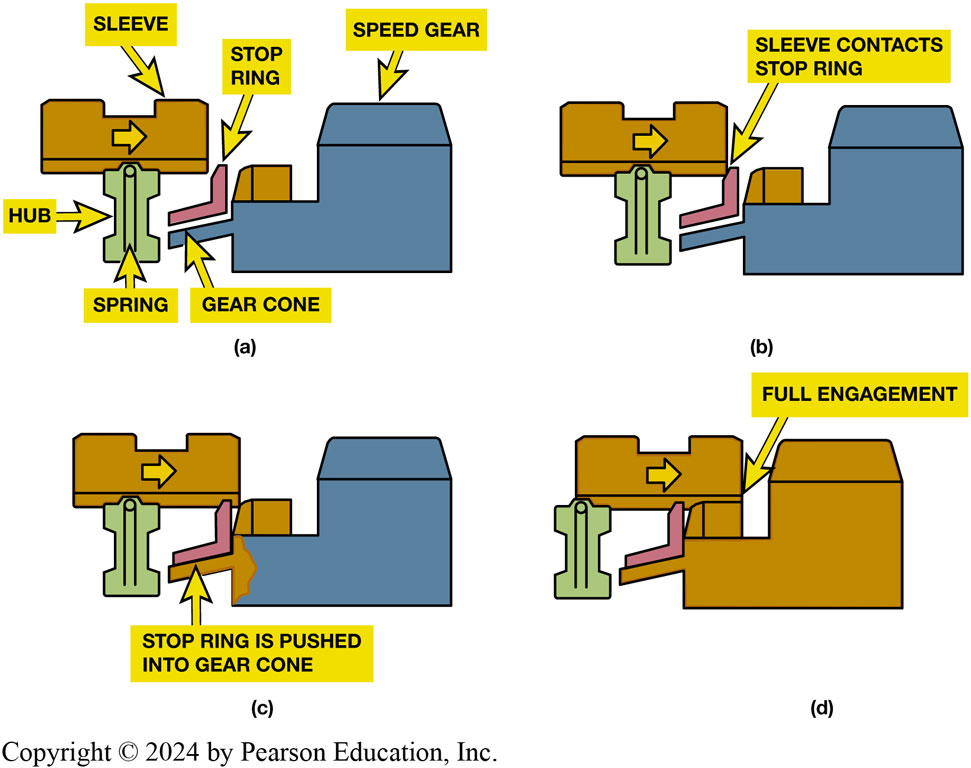 SLEEVE
STOP
RING
SPEED GEAR
HUB
SPRING
GEAR CONE
(a)
SLEEVE CONTACTS
STOP RING
(b)
STOP RING IS PUSHED
INTO GEAR CONE
(c)
FULL ENGAGEMENT
(d)
Copyright © 2024 by Pearson Education, Inc.